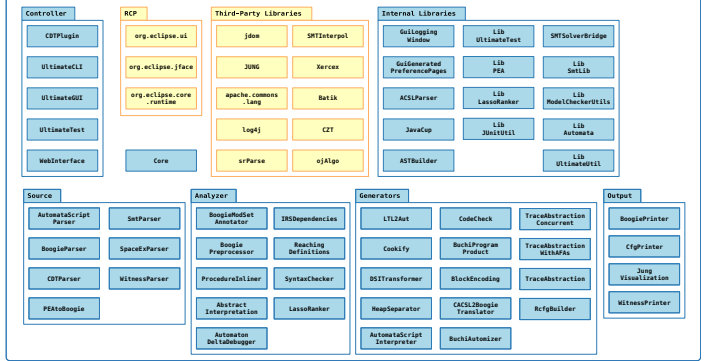 Controller
CDTPlugin
UltimateCLI
UltimateGUI
UltimateTest
WebInterface
RCP
org.eclipse.ui
org.eclipse.jface
org.eclipse.core
.runtime
Core
Third-Party Libraries
jdom
SMTInterpol
JUNG
Xercex
apache.commons
.lang
Batik
log4j
CZT
srParse
ojAlgo
Internal Libraries
GuiLogging
Window
Lib
UltimateTest
SMTSolverBridge
GuiGenerated
PreferencePages
Lib
PEA
Lib
SmtLib
ACSLParser
Lib
LassoRanker
Lib
ModelCheckerUtils
JavaCup
Lib
JUnitUtil
Lib
Automata
ASTBuilder
Lib
UltimateUtil
Source
AutomataScript
Parser
SmtParser
BoogieParser
SpaceExParser
CDTParser
WitnessParser
PEAtoBoogie
Analyzer
BoogieModSet
Annotator
IRSDependencies
Boogie
Preprocessor
Reaching
Definitions
ProcedureInliner
SyntaxChecker
Abstract
Interpretation
LassoRanker
Automaton
DeltaDebugger
Generators
LTL2Aut
CodeCheck
TraceAbstraction
Concurrent
Cookify
BuchiProgram
Product
TraceAbstraction
WithAFAs
DSITransformer
BlockEncoding
TraceAbstraction
HeapSeparator
CACSL2Boogie
Translator
RcfgBuilder
AutomataScript
Interpreter
BuchiAutomizer
Output
BoogiePrinter
CfgPrinter
Jung
Visualization
WitnessPrinter